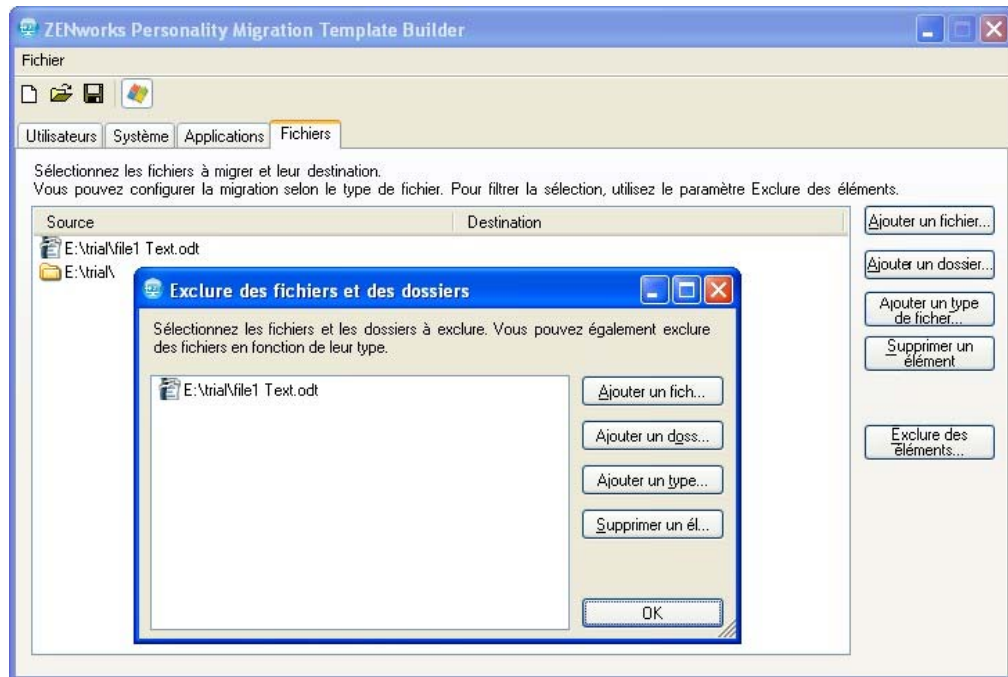 ZENworks Personality Migration Template Builder
Fichier
Utilisateurs Système Applications Fichiers
Sélectionnez les fichiers à migrer et leur destination.
Vous pouvez configurer la migration selon le type de fichier. Pour filtrer la sélection, utilisez le paramètre Exclure des éléments.
Source Destination
E:\trial\file1 Text.odt
E:\trial\
Ajouter un fichier...
Ajouter un dossier...
Ajouter un type
de ficher...
Supprimer un
élément
Exclure des
éléments...
Exclure des fichiers et des dossiers
Sélectionnez les fichiers et les dossiers à exclure. Vous pouvez également exclure
des fichiers en fonction de leur type.
E:\trial\file1 Text.odt
Ajouter un fich...
Ajouter un doss...
Ajouter un type...
Supprimer un él...
OK